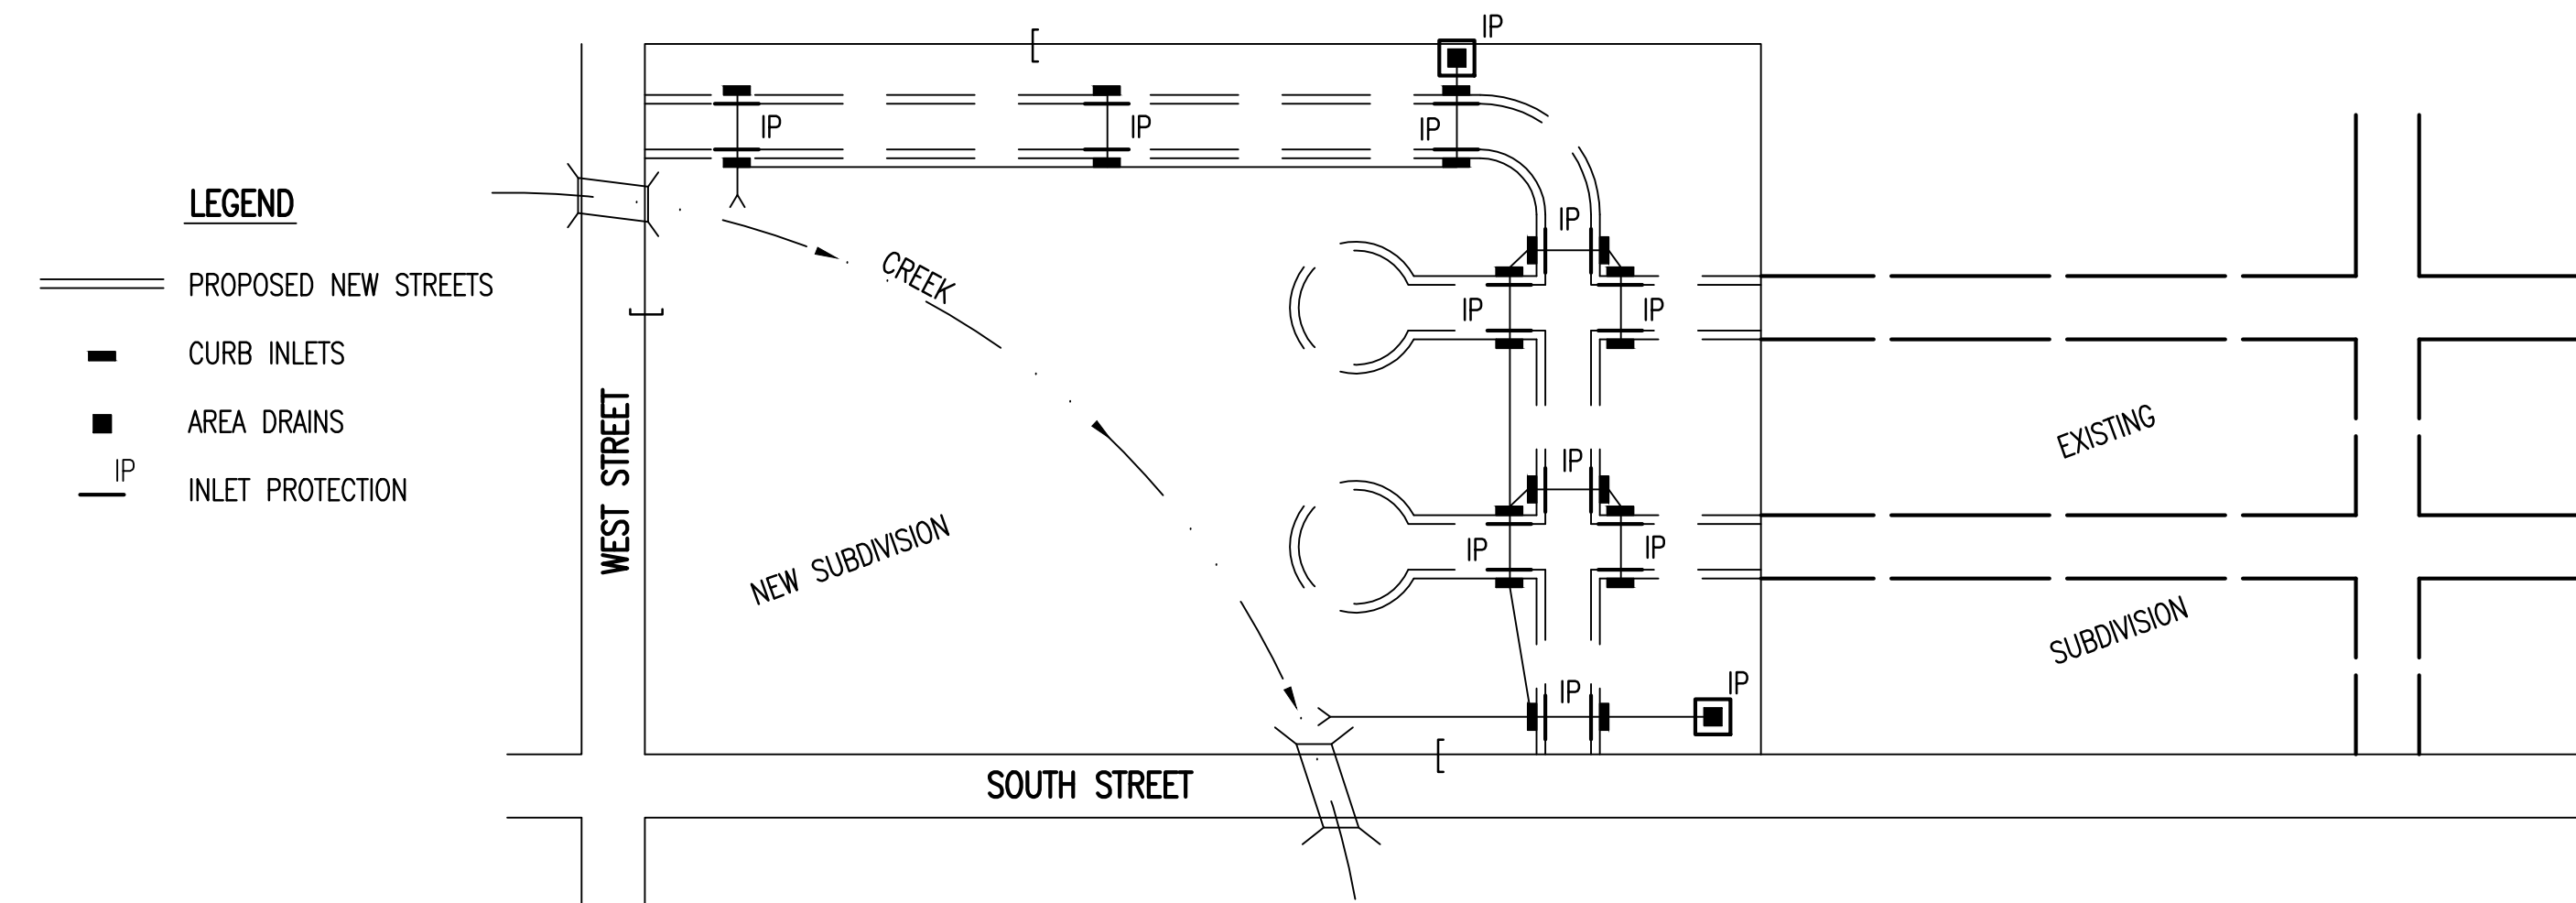 LEGEND
PROPOSED NEW STREETS
CURB INLETS
AREA DRAINS
IP
INLET PROTECTION
IP
IP
IP
IP
IP
IP
IP
IP
IP
IP
IP
IP
CREEK
WEST STREET
NEW SUBDIVISION
EXISTING
SUBDIVISION
SOUTH STREET